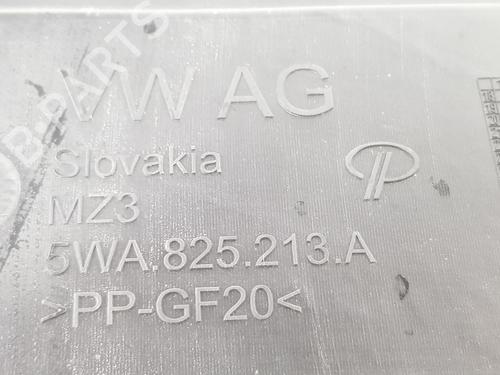 VW AG
Slovakia
MZ3
5WA.825.213.A
>PP-GF20<
B-PARTS